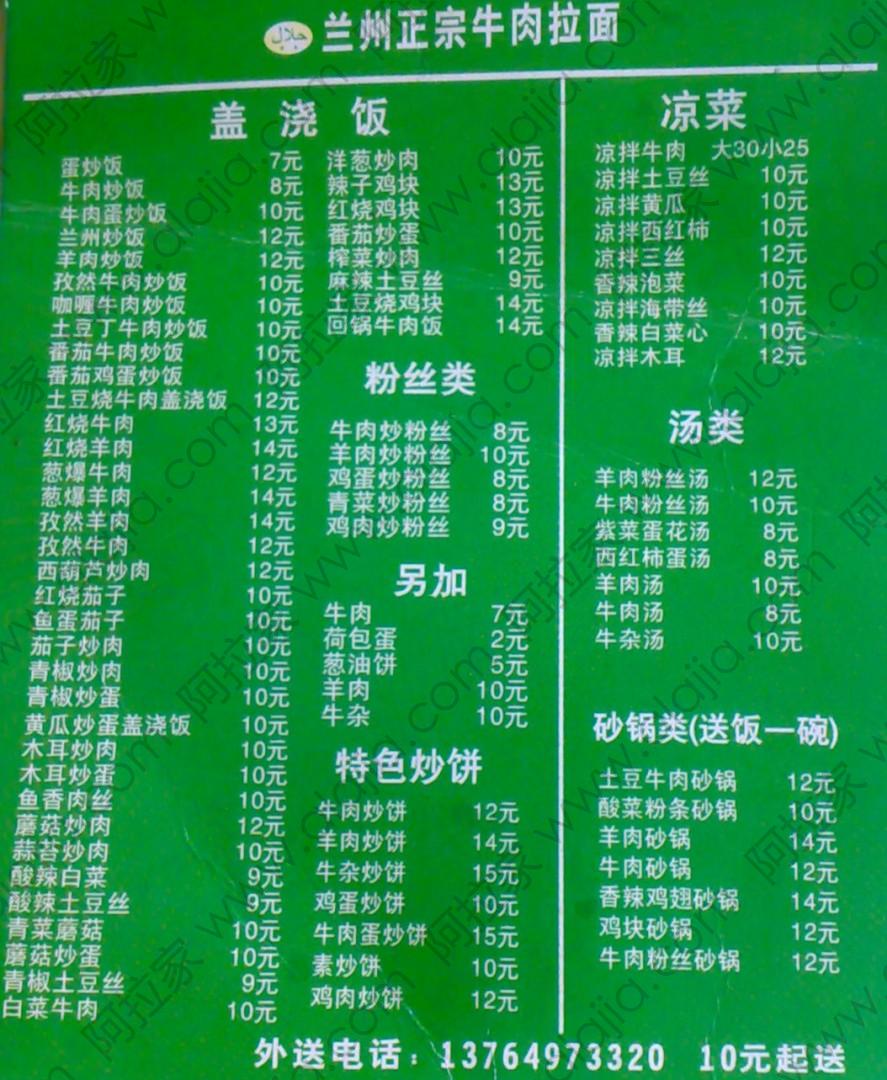 حلال 兰州正宗牛肉拉面
盖浇饭
蛋炒饭 7元
牛肉炒饭 8元
牛肉蛋炒饭 10元
兰州炒饭 12元
羊肉炒饭 12元
孜然牛肉炒饭 10元
咖喱牛肉炒饭 10元
土豆丁牛肉炒饭 10元
番茄牛肉炒饭 10元
番茄鸡蛋炒饭 10元
土豆烧牛肉盖浇饭 12元
红烧牛肉 13元
红烧羊肉 14元
葱爆牛肉 12元
葱爆羊肉 14元
孜然羊肉 14元
孜然牛肉 12元
西葫芦炒肉 12元
红烧茄子 10元
鱼蛋茄子 10元
茄子炒肉 10元
青椒炒肉 10元
青椒炒蛋 10元
黄瓜炒蛋盖浇饭 10元
木耳炒肉 10元
木耳炒蛋 10元
鱼香肉丝 10元
蘑菇炒肉 12元
蒜苔炒肉 10元
酸辣白菜 9元
酸辣土豆丝 9元
青菜蘑菇 10元
蘑菇炒蛋 10元
青椒土豆丝 9元
白菜牛肉 10元
洋葱炒肉 10元
辣子鸡块 13元
红烧鸡块 13元
番茄炒蛋 10元
榨菜炒肉 12元
麻辣土豆丝 9元
土豆烧鸡块 14元
回锅牛肉饭 14元
粉丝类
牛肉炒粉丝 8元
羊肉炒粉丝 10元
鸡蛋炒粉丝 8元
青菜炒粉丝 8元
鸡肉炒粉丝 9元
另加
牛肉 7元
荷包蛋 2元
葱油饼 5元
羊肉 10元
牛杂 10元
特色炒饼
牛肉炒饼 12元
羊肉炒饼 14元
牛杂炒饼 15元
鸡蛋炒饼 10元
牛肉蛋炒饼 15元
素炒饼 10元
鸡肉炒饼 12元
凉菜
凉拌牛肉 大30小25
凉拌土豆丝 10元
凉拌黄瓜 10元
凉拌西红柿 10元
凉拌三丝 12元
香辣泡菜 10元
凉拌海带丝 10元
香辣白菜心 10元
凉拌木耳 12元
汤类
羊肉粉丝汤 12元
牛肉粉丝汤 10元
紫菜蛋花汤 8元
西红柿蛋汤 8元
羊肉汤 10元
牛肉汤 8元
牛杂汤 10元
砂锅类(送饭一碗)
土豆牛肉砂锅 12元
酸菜粉条砂锅 10元
羊肉砂锅 14元
牛肉砂锅 12元
香辣鸡翅砂锅 14元
鸡块砂锅 12元
牛肉粉丝砂锅 12元
外送电话：13764973320 10元起送
阿拉家 www.alajia.com